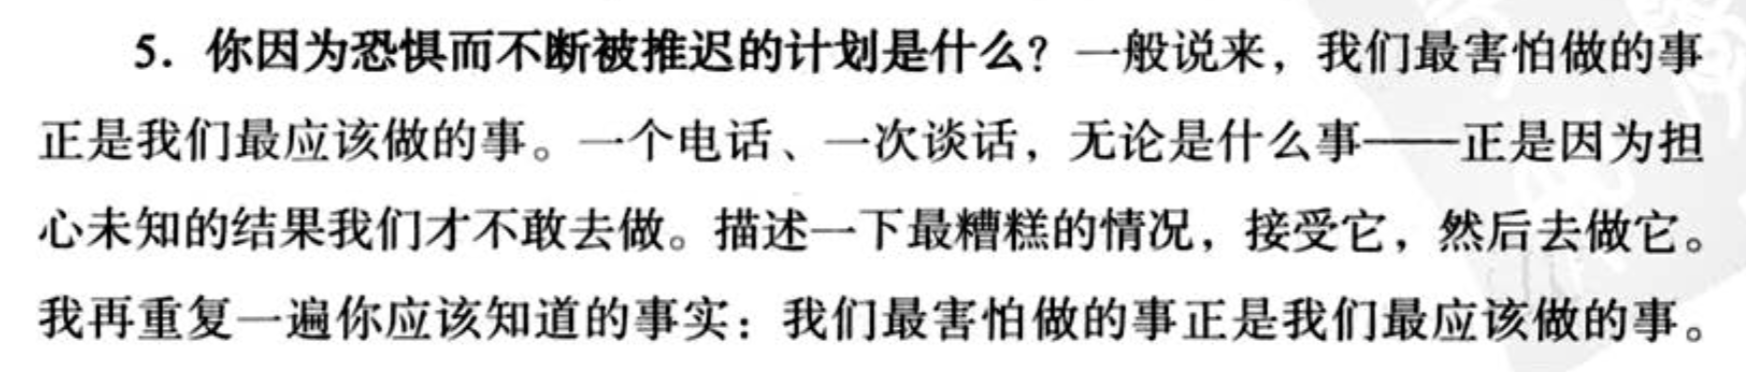 5. 你因为恐惧而不断被推迟的计划是什么？一般说来，我们最害怕做的事
正是我们最应该做的事。一个电话、一次谈话，无论是什么事——正是因为担
心未知的结果我们才不敢去做。描述一下最糟糕的情况，接受它，然后去做它。
我再重复一遍你应该知道的事实：我们最害怕做的事正是我们最应该做的事。